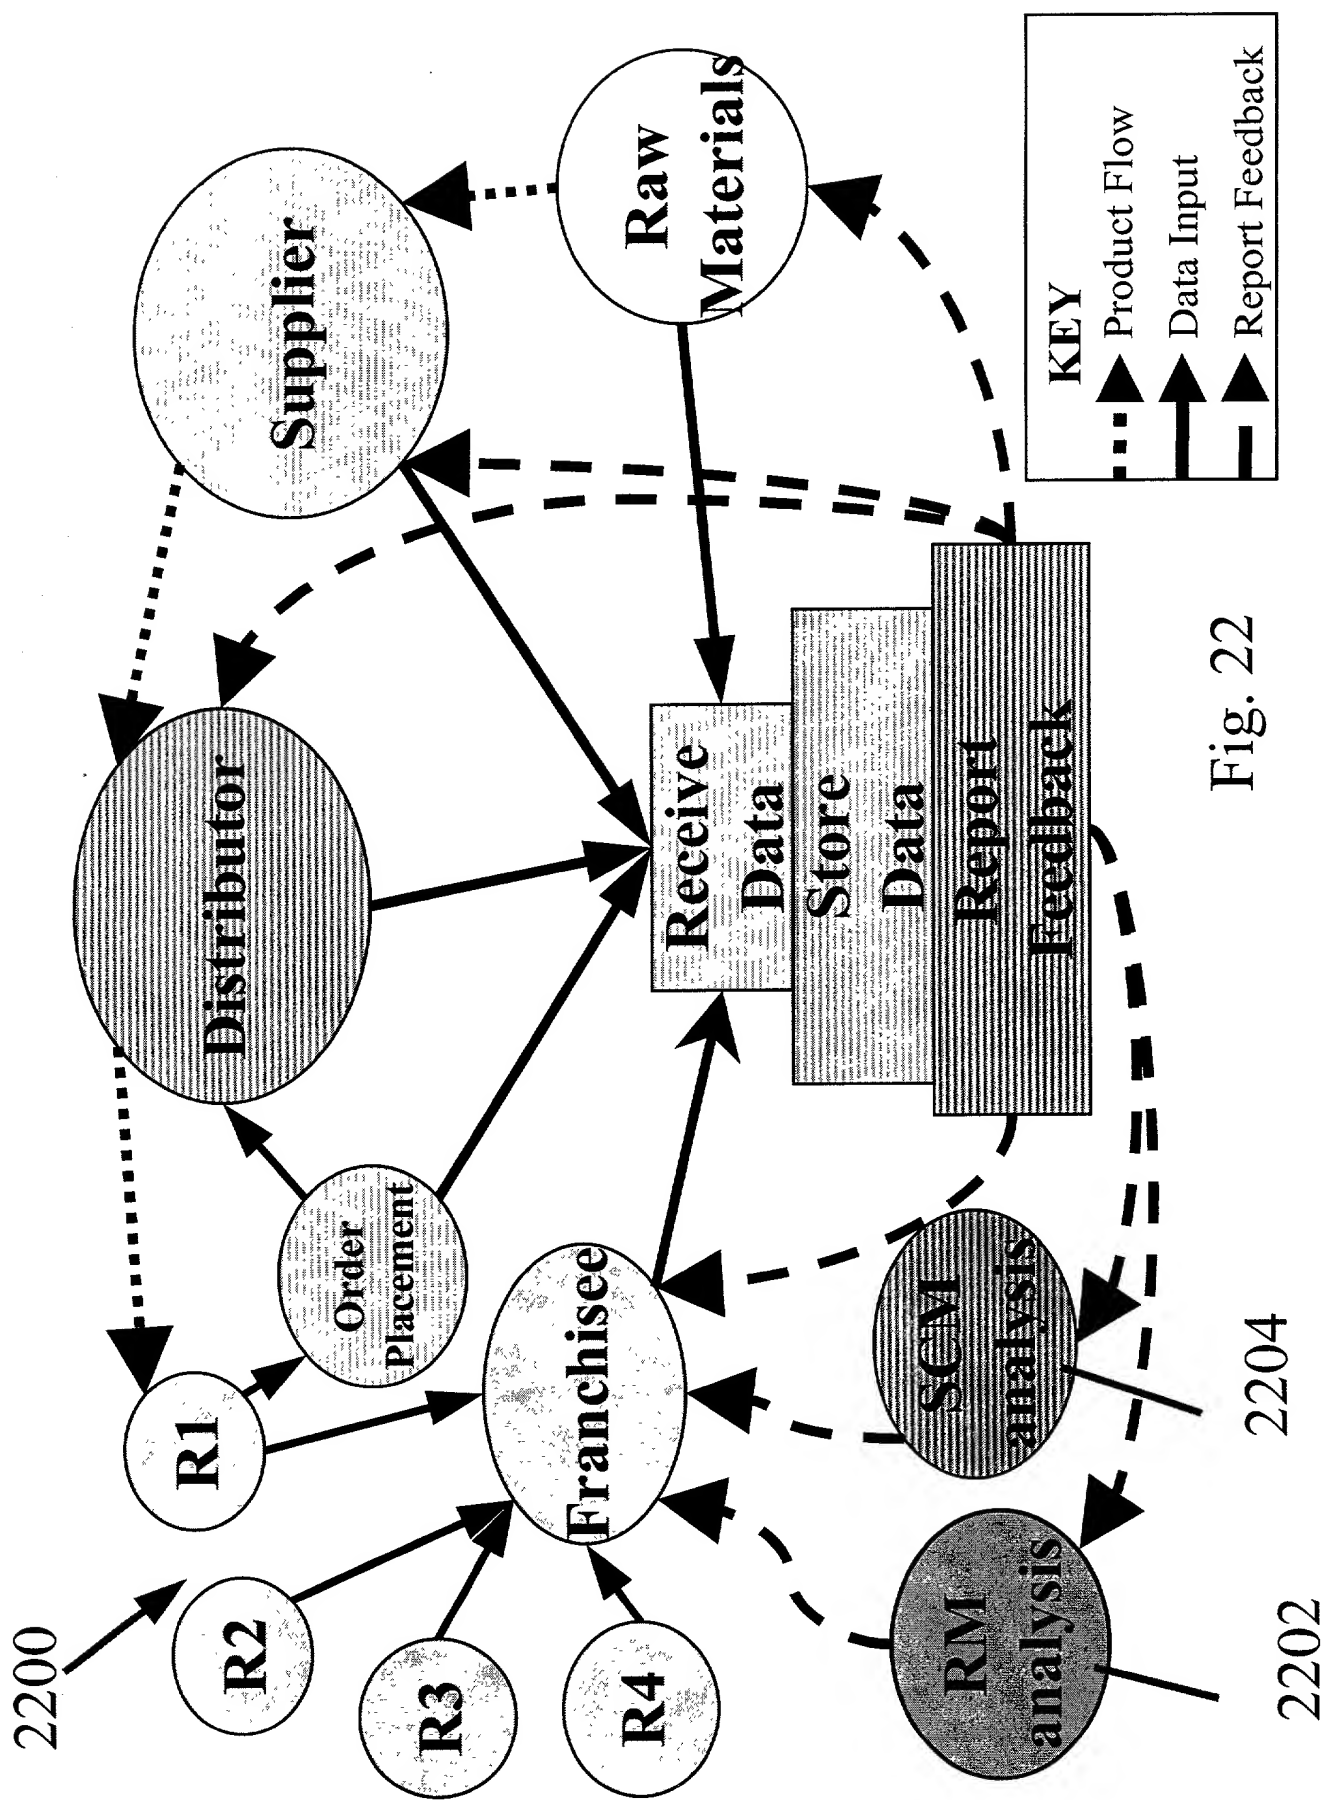 2200
R1
R2
R3
R4
Order
Placement
Distributor
Supplier
Franchisee
Raw
Materials
Receive
Data
Store
Data
Report
Feedback
RM
analysis
SCM
analysis
2202
2204
Fig. 22
KEY
Product Flow
Data Input
Report Feedback